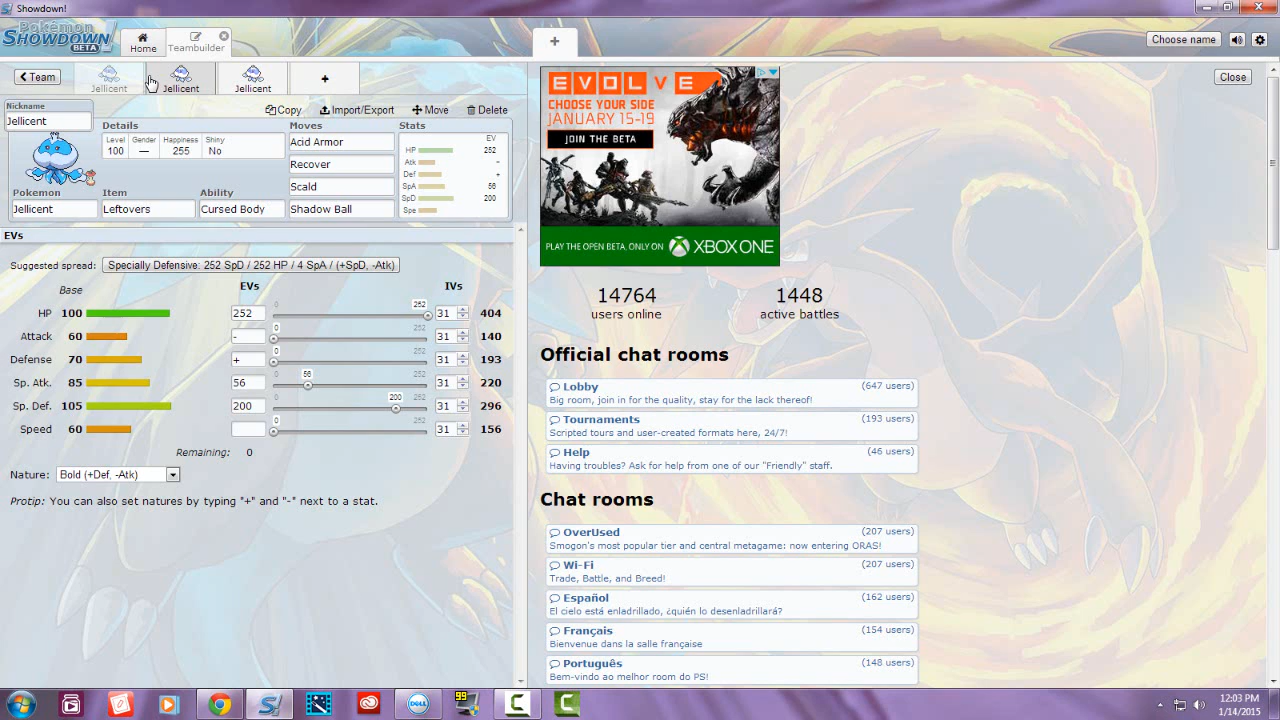 Showdown!
Pokémon
SHOWDOWN
BETA
Home
Teambuilder
+
Choose name
Team
Jellicent
Jellicent
Jellicent
+
Close
Nickname
Jellicent
Copy
Import/Export
Move
Delete
Details
Level
100
Gender
—
Happiness
255
Shiny
No
Pokemon
Jellicent
Item
Leftovers
Ability
Cursed Body
Moves
Acid Armor
Recover
Scald
Shadow Ball
Stats
EV
HP 252
Atk -
Def +
SpA 56
SpD 200
Spe
EVs
Suggested spread: Specially Defensive: 252 SpD / 252 HP / 4 SpA / (+SpD, -Atk)
Base EVs IVs
HP 100 252 0 252 31 404
Attack 60 - 0 252 31 140
Defense 70 + 0 252 31 193
Sp. Atk. 85 56 0 56 252 31 220
Sp. Def. 105 200 0 200 252 31 296
Speed 60 0 252 31 156
Remaining: 0
Nature: Bold (+Def, -Atk)
Protip: You can also set natures by typing "+" and "-" next to a stat.
EVOLVE
CHOOSE YOUR SIDE
JANUARY 15-19
JOIN THE BETA
PLAY THE OPEN BETA, ONLY ON XBOX ONE
14764
users online
1448
active battles
Official chat rooms
Lobby (647 users)
Big room, join in for the quality, stay for the lack thereof!
Tournaments (193 users)
Scripted tours and user-created formats here, 24/7!
Help (46 users)
Having troubles? Ask for help from one of our "Friendly" staff.
Chat rooms
OverUsed (207 users)
Smogon's most popular tier and central metagame: now entering ORAS!
Wi-Fi (207 users)
Trade, Battle, and Breed!
Español (162 users)
El cielo está enladrillado, ¿quién lo desenladrillará?
Français (154 users)
Bienvenue dans la salle française
Português (148 users)
Bem-vindo ao melhor room do PS!
DELL
99
12:03 PM
1/14/2015